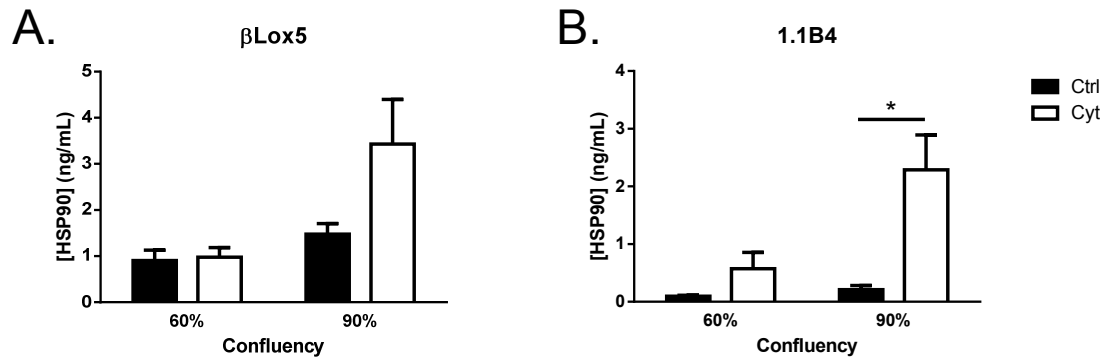 A.
βLox5
[HSP90] (ng/mL)
5
4
3
2
1
0
60%
90%
Confluency
B.
1.1B4
[HSP90] (ng/mL)
4
3
2
1
0
*
60%
90%
Confluency
Ctrl
Cyt